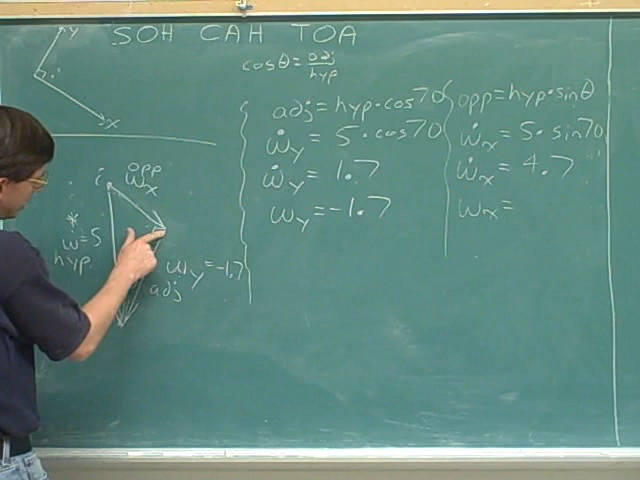 SOH CAH TOA
y
x
cosθ = adj/hyp
adj = hyp·cos70
ẇy = 5·cos70
ẇy = 1.7
wy = -1.7
opp = hyp·sinθ
ẇx = 5·sin70
ẇx = 4.7
wx =
i
opp
ẇx
*
w = 5
hyp
wy = -1.7
adj